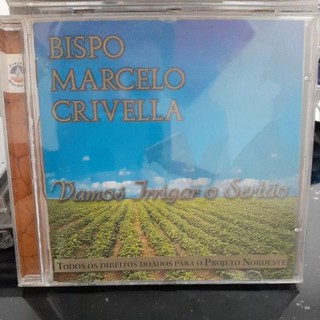 BISPO
MARCELO
CRIVELLA
Vamos Irrigar o Sertão
TODOS OS DIREITOS DOADOS PARA O PROJETO NORDESTE